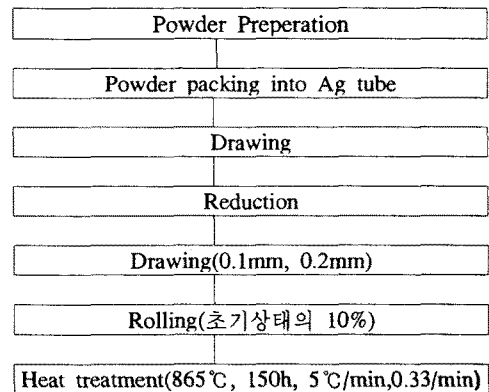 Powder Preperation
Powder packing into Ag tube
Drawing
Reduction
Drawing(0.1mm, 0.2mm)
Rolling(초기상태의 10%)
Heat treatment(865℃, 150h, 5℃/min,0.33/min)